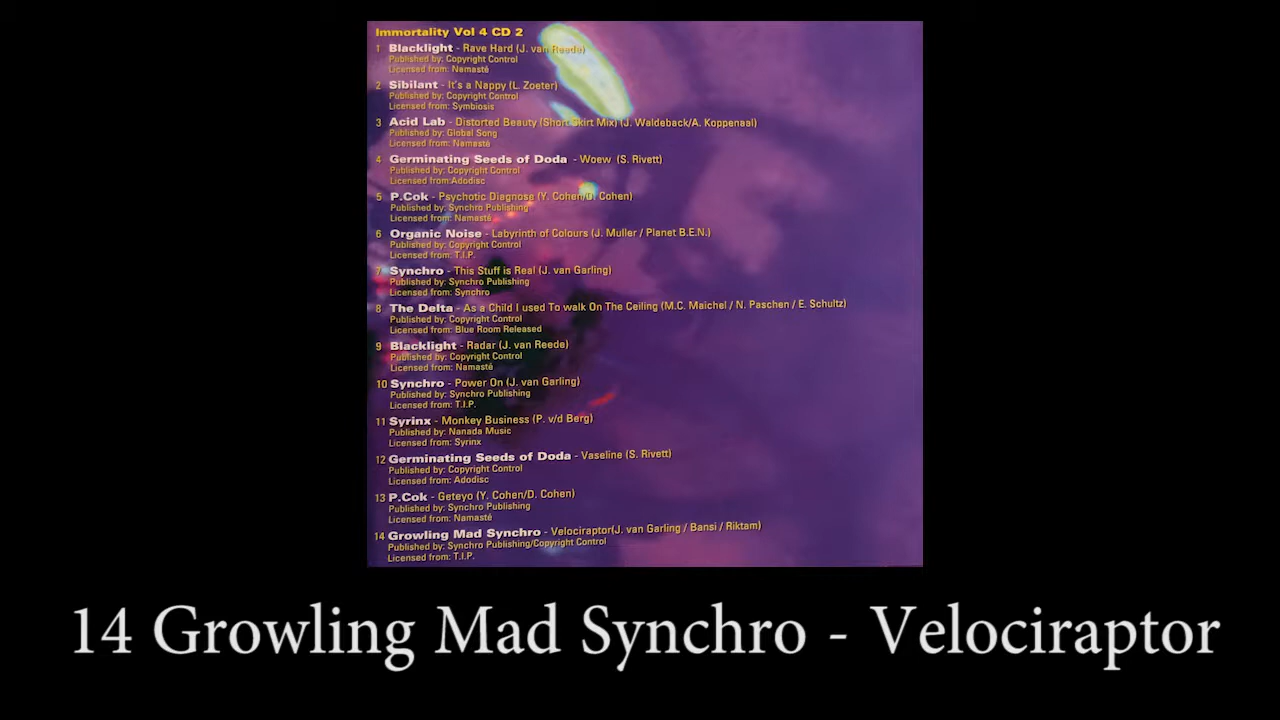 Immortality Vol 4 CD 2
1 Blacklight - Rave Hard (J. van Reede)
Published by: Copyright Control
Licensed from: Namasté
2 Sibilant - It's a Nappy (L. Zoeter)
Published by: Copyright Control
Licensed from: Symbiosis
3 Acid Lab - Distorted Beauty (Short Skirt Mix) (J. Waldeback/A. Koppenaal)
Published by: Global Song
Licensed from: Namasté
4 Germinating Seeds of Doda - Woew (S. Rivett)
Published by: Copyright Control
Licensed from:Adodisc
5 P.Cok - Psychotic Diagnose (Y. Cohen/D. Cohen)
Published by: Synchro Publishing
Licensed from: Namasté
6 Organic Noise - Labyrinth of Colours (J. Muller / Planet B.E.N.)
Published by: Copyright Control
Licensed from: T.I.P.
7 Synchro - This Stuff is Real (J. van Garling)
Published by: Synchro Publishing
Licensed from: Synchro
8 The Delta - As a Child I used To walk On The Ceiling (M.C. Maichel / N. Paschen / E. Schultz)
Published by: Copyright Control
Licensed from: Blue Room Released
9 Blacklight - Radar (J. van Reede)
Published by: Copyright Control
Licensed from: Namasté
10 Synchro - Power On (J. van Garling)
Published by: Synchro Publishing
Licensed from: T.I.P.
11 Syrinx - Monkey Business (P. v/d Berg)
Published by: Nanada Music
Licensed from: Syrinx
12 Germinating Seeds of Doda - Vaseline (S. Rivett)
Published by: Copyright Control
Licensed from: Adodisc
13 P.Cok - Geteyo (Y. Cohen/D. Cohen)
Published by: Synchro Publishing
Licensed from: Namasté
14 Growling Mad Synchro - Velociraptor(J. van Garling / Bansi / Riktam)
Published by: Synchro Publishing/Copyright Control
Licensed from: T.I.P.
14 Growling Mad Synchro - Velociraptor